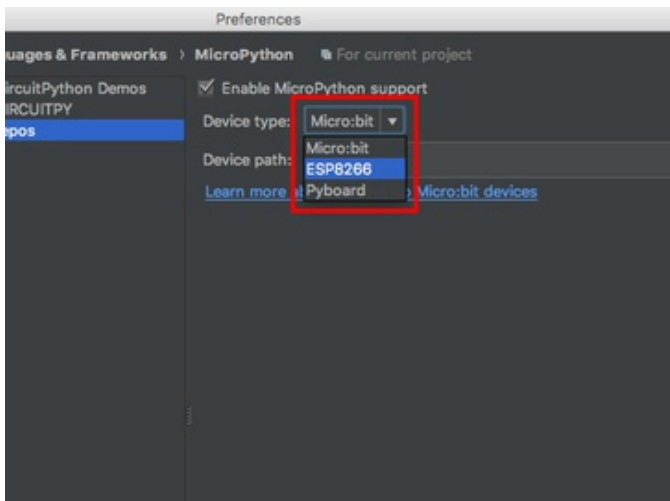 Preferences
uages & Frameworks › MicroPython For current project
ircuitPython Demos
IRCUITPY
epos
Enable MicroPython support
Device type: Micro:bit
Micro:bit
ESP8266
Pyboard
Device path:
Learn more Micro:bit devices